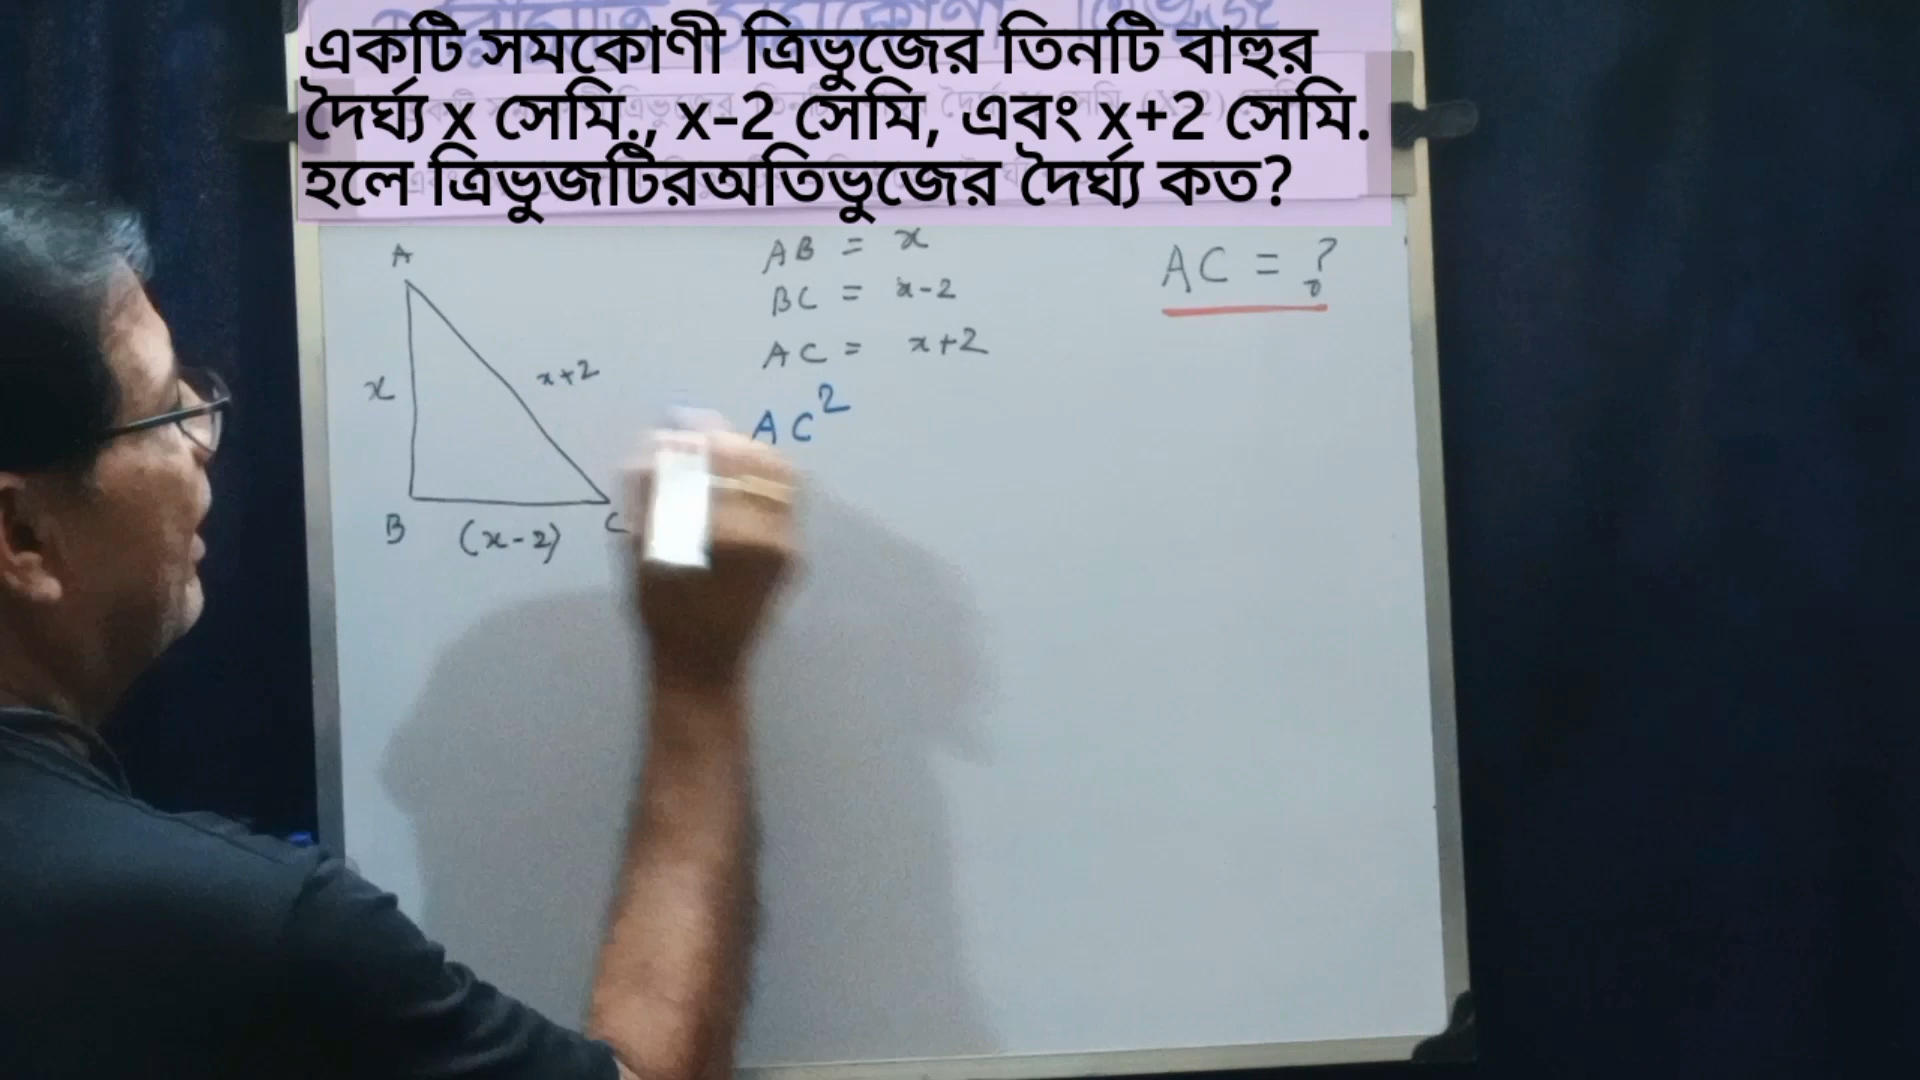 একটি সমকোণী ত্রিভুজের তিনটি বাহুর
দৈর্ঘ্য x সেমি., x-2 সেমি, এবং x+2 সেমি.
হলে ত্রিভুজটিরঅতিভুজের দৈর্ঘ্য কত?
A
x
x+2
B
(x-2)
C
AB = x
BC = x-2
AC = x+2
AC²
AC = ?